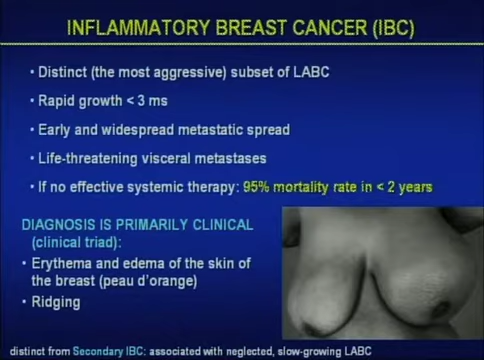 INFLAMMATORY BREAST CANCER (IBC)
• Distinct (the most aggressive) subset of LABC
• Rapid growth < 3 ms
• Early and widespread metastatic spread
• Life-threatening visceral metastases
• If no effective systemic therapy: 95% mortality rate in < 2 years
DIAGNOSIS IS PRIMARILY CLINICAL
(clinical triad):
• Erythema and edema of the skin of
the breast (peau d'orange)
• Ridging
distinct from Secondary IBC: associated with neglected, slow-growing LABC